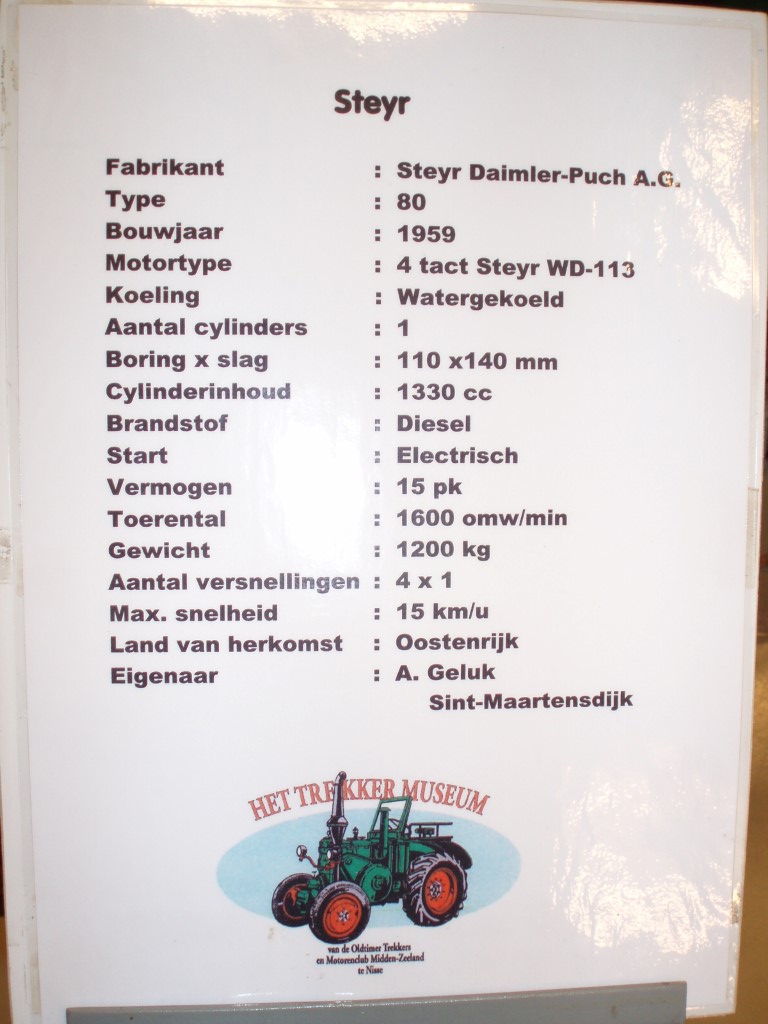 Steyr
Fabrikant : Steyr Daimler-Puch A.G.
Type : 80
Bouwjaar : 1959
Motortype : 4 tact Steyr WD-113
Koeling : Watergekoeld
Aantal cylinders : 1
Boring x slag : 110 x140 mm
Cylinderinhoud : 1330 cc
Brandstof : Diesel
Start : Electrisch
Vermogen : 15 pk
Toerental : 1600 omw/min
Gewicht : 1200 kg
Aantal versnellingen : 4 x 1
Max. snelheid : 15 km/u
Land van herkomst : Oostenrijk
Eigenaar : A. Geluk
Sint-Maartensdijk
HET TREKKER MUSEUM
van de Oldtimer Trekkers
en Motorenclub Midden-Zeeland
te Nisse